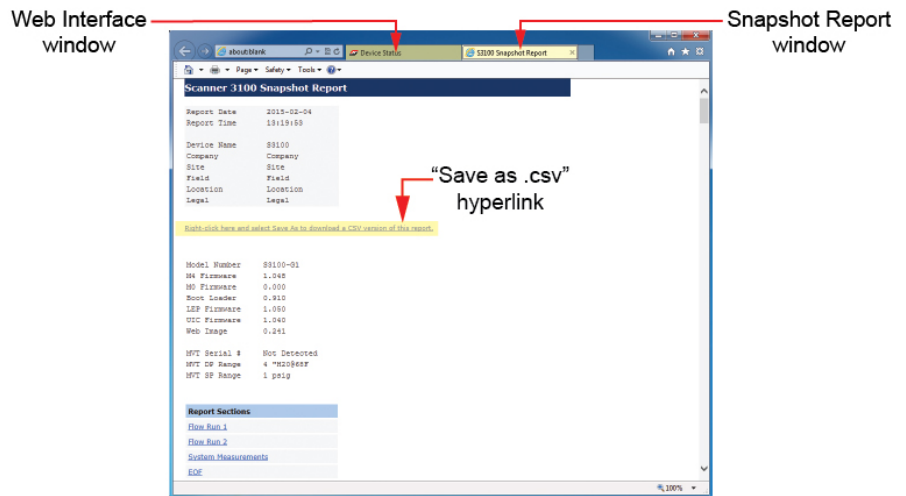 Web Interface
window
Snapshot Report
window
about:blank
Device Status
S3100 Snapshot Report
Page Safety Tools
Scanner 3100 Snapshot Report
Report Date 2015-02-04
Report Time 13:19:53
Device Name S3100
Company Company
Site Site
Field Field
Location Location
Legal Legal
“Save as .csv”
hyperlink
Right-click here and select Save As to download a CSV version of this report.
Model Number S3100-G1
M4 Firmware 1.048
M0 Firmware 0.000
Boot Loader 0.910
LEP Firmware 1.050
UIC Firmware 1.040
Web Image 0.241
MVT Serial # Not Detected
MVT DP Range 4 "H2O@68F
MVT SP Range 1 psig
Report Sections
Flow Run 1
Flow Run 2
System Measurements
EOF
100%